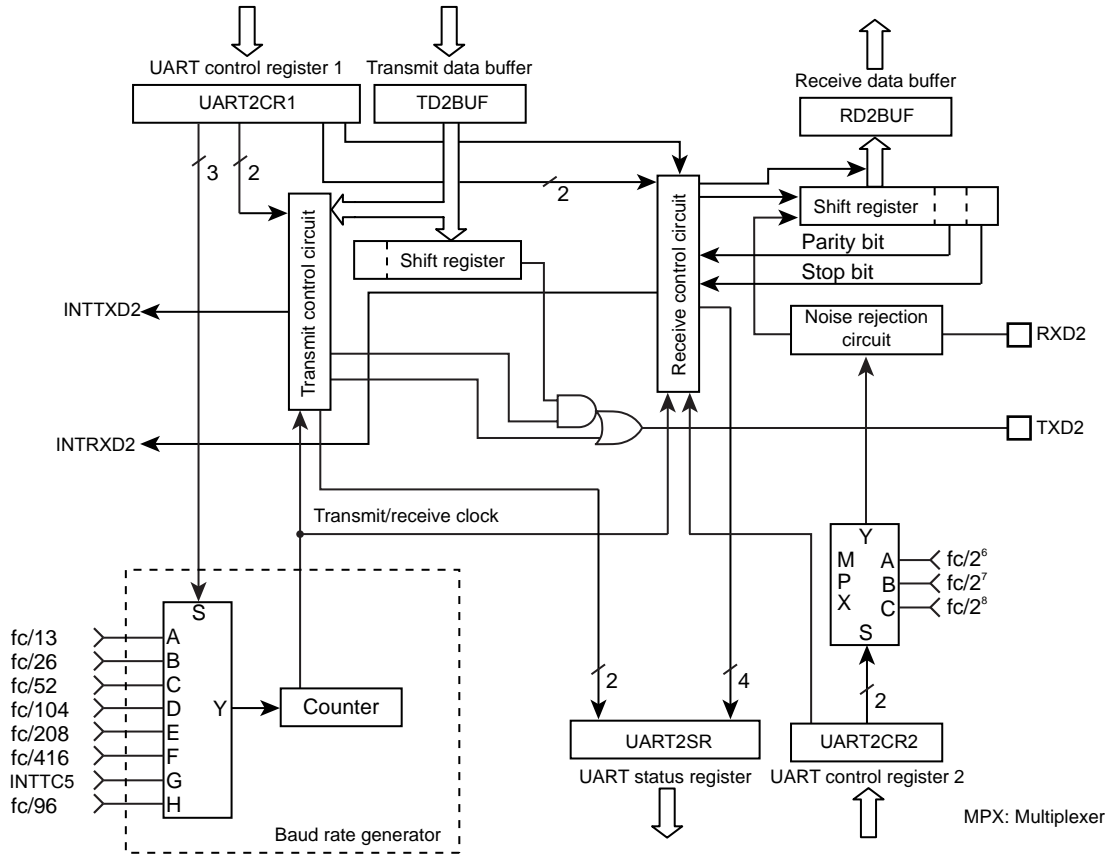 UART control register 1
Transmit data buffer
Receive data buffer
UART2CR1
TD2BUF
RD2BUF
3
2
2
Transmit control circuit
Shift register
Receive control circuit
Shift register
Parity bit
Stop bit
INTTXD2
Noise rejection
circuit
RXD2
INTRXD2
TXD2
Transmit/receive clock
MPX
Y
A
B
C
S
fc/2⁶
fc/2⁷
fc/2⁸
S
fc/13
fc/26
fc/52
fc/104
fc/208
fc/416
INTTC5
fc/96
A
B
C
D
E
F
G
H
Y
Counter
2
4
2
UART2SR
UART2CR2
UART status register
UART control register 2
Baud rate generator
MPX: Multiplexer